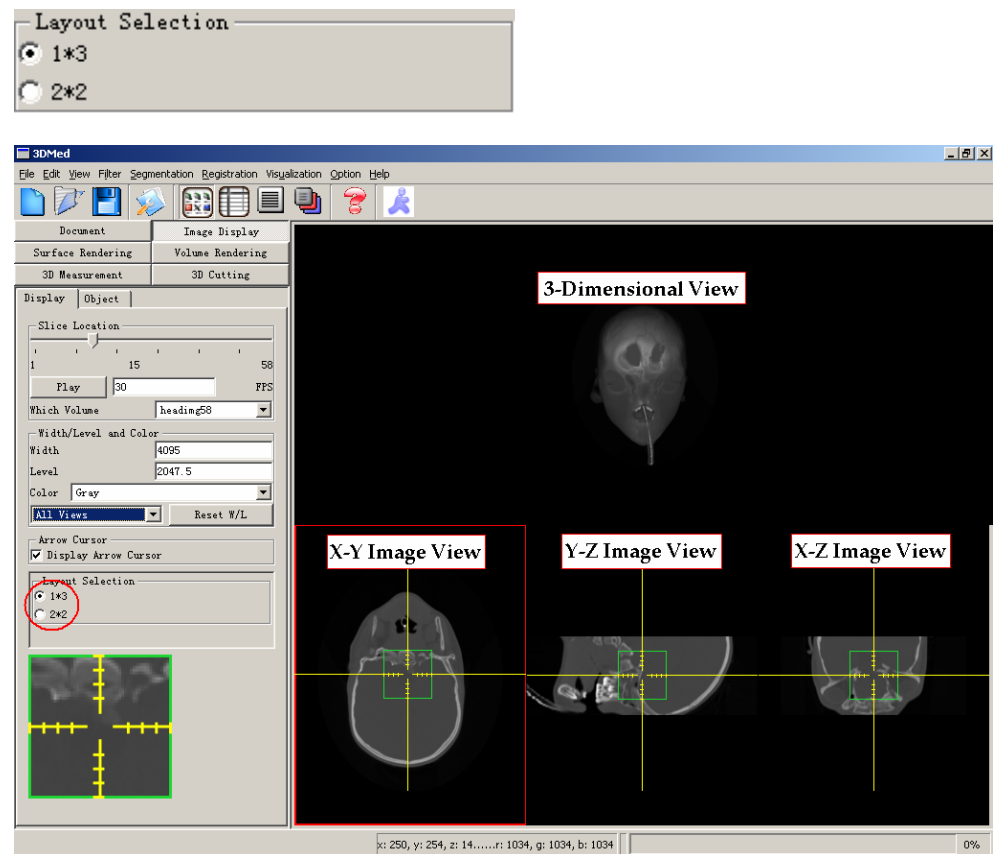 Layout Selection
1*3
2*2
3DMed
File Edit View Filter Segmentation Registration Visualization Option Help
Document Image Display
Surface Rendering Volume Rendering
3D Measurement 3D Cutting
Display Object
Slice Location
1 15 58
Play 30 FPS
Which Volume heading58
Width/Level and Color
Width 4095
Level 2047.5
Color Gray
All Views Reset W/L
Arrow Cursor
Display Arrow Cursor
Layout Selection
1*3
2*2
3-Dimensional View
X-Y Image View Y-Z Image View X-Z Image View
x: 250, y: 254, z: 14......r: 1034, g: 1034, b: 1034 0%